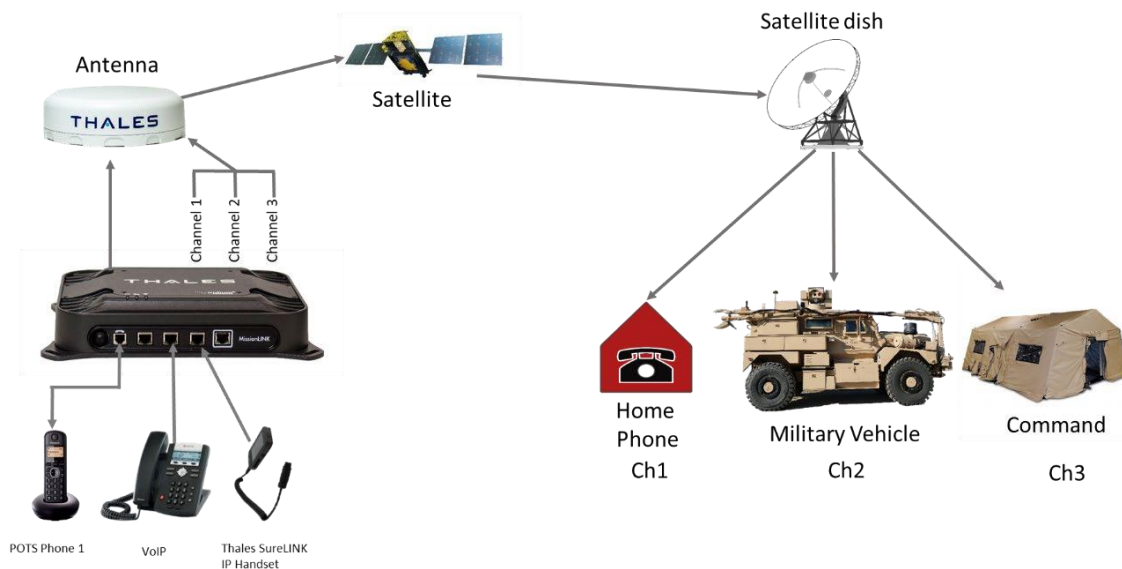 Satellite dish
Antenna
THALES
Satellite
Channel 1
Channel 2
Channel 3
THALES
MissionLINK
Home
Phone
Ch1
Military Vehicle
Ch2
Command
Ch3
POTS Phone 1
VoIP
Thales SureLINK
IP Handset